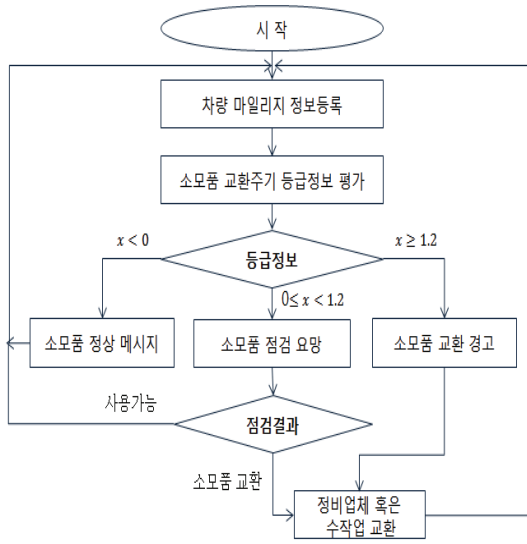 시 작
차량 마일리지 정보등록
소모품 교환주기 등급정보 평가
x < 0
등급정보
x ≥ 1.2
0≤ x < 1.2
소모품 정상 메시지
소모품 점검 요망
소모품 교환 경고
사용가능
점검결과
소모품 교환
정비업체 혹은
수작업 교환